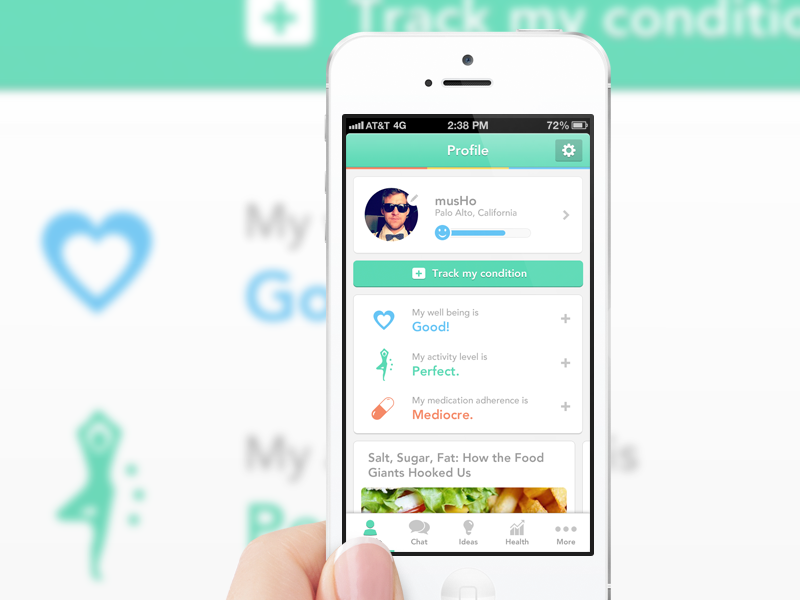 Track my condition
AT&T 4G 2:38 PM 72%
Profile
musHo
Palo Alto, California
Track my condition
My well being is
Good!
My activity level is
Perfect.
My medication adherence is
Mediocre.
Salt, Sugar, Fat: How the Food
Giants Hooked Us
Chat Ideas Health More
My
Go
My is
Pe